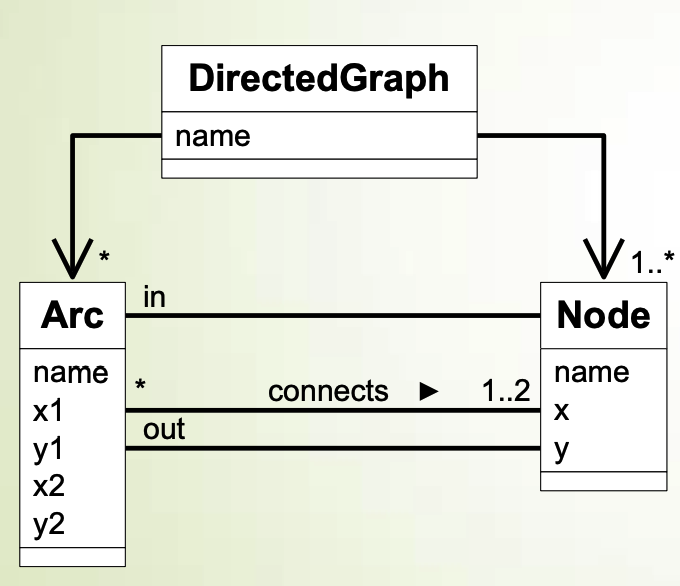 DirectedGraph
name
*
1..*
Arc
in
Node
name
x1
y1
x2
y2
*
connects ►
1..2
out
name
x
y